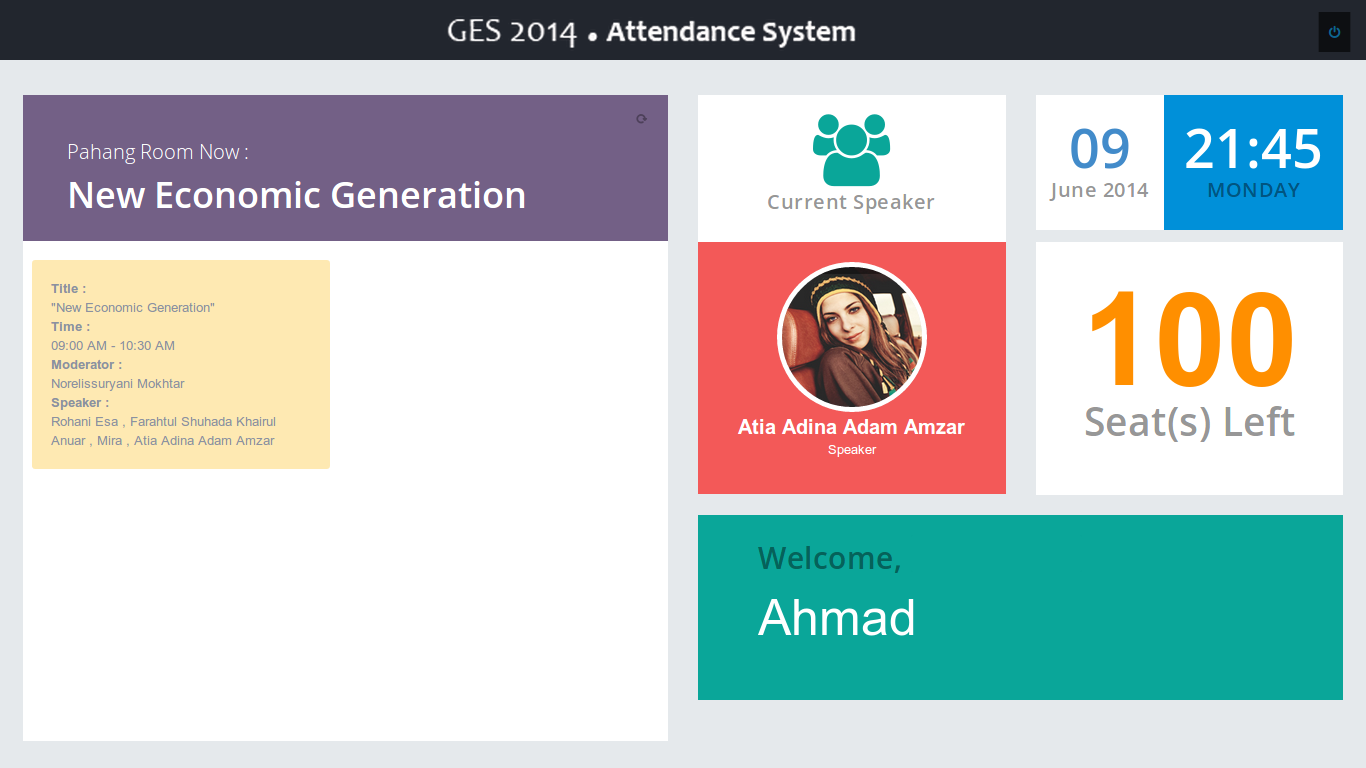 GES 2014 . Attendance System
Pahang Room Now :
New Economic Generation
Title :
"New Economic Generation"
Time :
09:00 AM - 10:30 AM
Moderator :
Norelissuryani Mokhtar
Speaker :
Rohani Esa , Farahtul Shuhada Khairul
Anuar , Mira , Atia Adina Adam Amzar
Current Speaker
Atia Adina Adam Amzar
Speaker
09
June 2014
21:45
MONDAY
100
Seat(s) Left
Welcome,
Ahmad